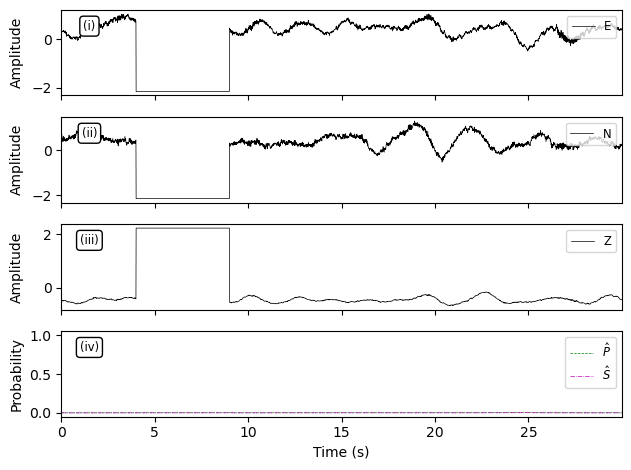 Amplitude
0
−2
(i)
E
Amplitude
0
−2
(ii)
N
Amplitude
2
0
(iii)
Z
Probability
1.0
0.5
0.0
(iv)
P̂
Ŝ
0 5 10 15 20 25
Time (s)